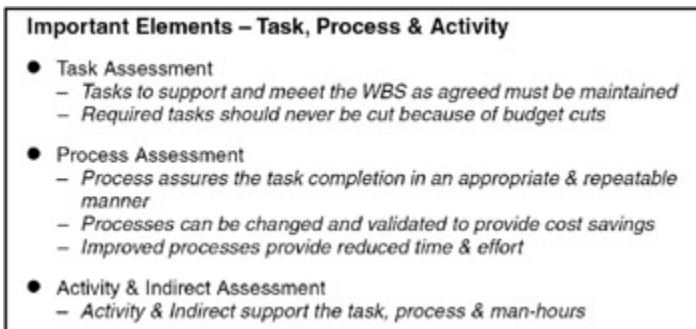 Important Elements – Task, Process & Activity
● Task Assessment
– Tasks to support and meeet the WBS as agreed must be maintained
– Required tasks should never be cut because of budget cuts
● Process Assessment
– Process assures the task completion in an appropriate & repeatable
manner
– Processes can be changed and validated to provide cost savings
– Improved processes provide reduced time & effort
● Activity & Indirect Assessment
– Activity & Indirect support the task, process & man-hours